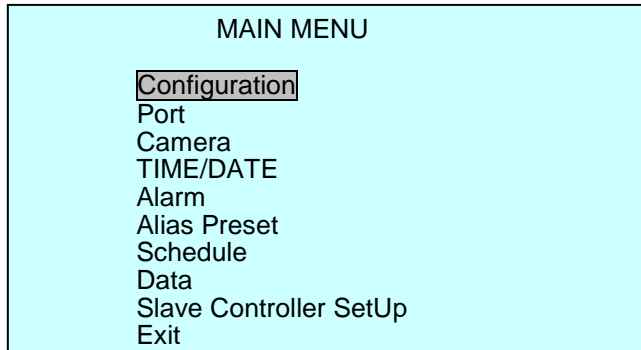 MAIN MENU
Configuration
Port
Camera
TIME/DATE
Alarm
Alias Preset
Schedule
Data
Slave Controller SetUp
Exit